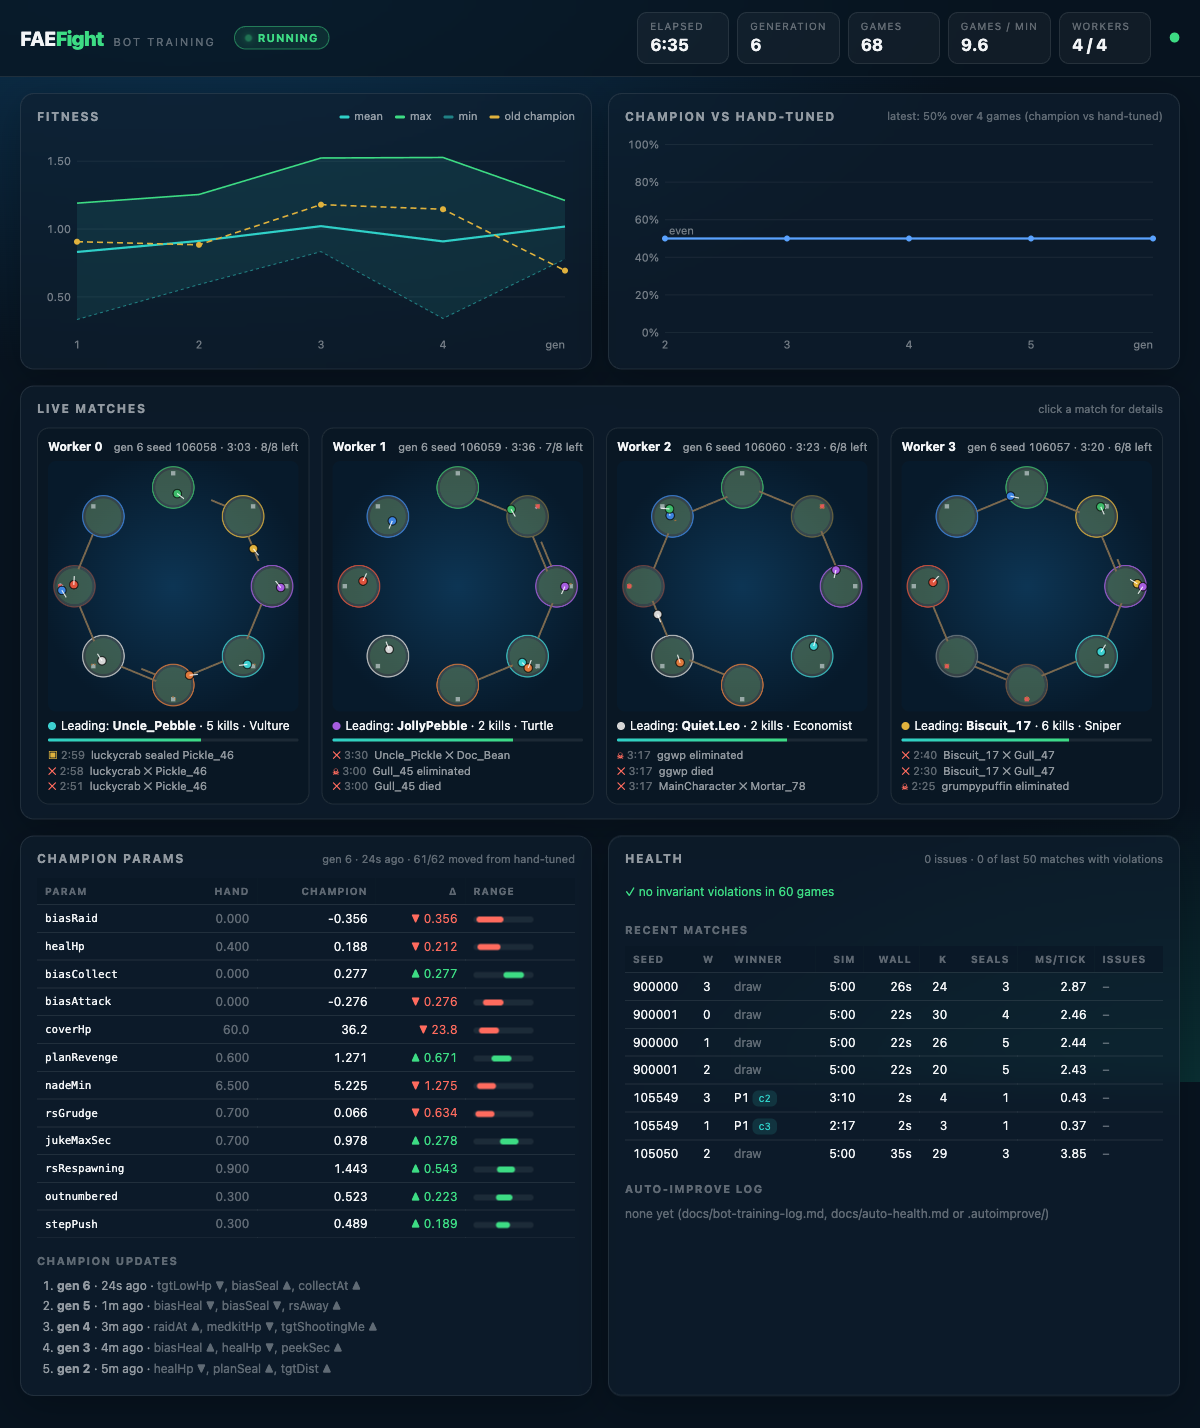 FAEFight BOT TRAINING RUNNING
ELAPSED 6:35
GENERATION 6
GAMES 68
GAMES / MIN 9.6
WORKERS 4/4
FITNESS
mean max min old champion
1.50
1.00
0.50
1 2 3 4 gen
CHAMPION VS HAND-TUNED
latest: 50% over 4 games (champion vs hand-tuned)
100%
80%
60%
even
40%
20%
0%
2 3 4 5 gen
LIVE MATCHES
click a match for details
Worker 0 gen 6 seed 106058 · 3:03 · 8/8 left
Leading: Uncle_Pebble · 5 kills · Vulture
2:59 luckycrab sealed Pickle_46
2:58 luckycrab ✕ Pickle_46
2:51 luckycrab ✕ Pickle_46
Worker 1 gen 6 seed 106059 · 3:36 · 7/8 left
Leading: JollyPebble · 2 kills · Turtle
3:30 Uncle_Pickle ✕ Doc_Bean
3:00 Gull_45 eliminated
3:00 Gull_45 died
Worker 2 gen 6 seed 106060 · 3:23 · 6/8 left
Leading: Quiet.Leo · 2 kills · Economist
3:17 ggwp eliminated
3:17 ggwp died
3:17 MainCharacter ✕ Mortar_78
Worker 3 gen 6 seed 106057 · 3:20 · 6/8 left
Leading: Biscuit_17 · 6 kills · Sniper
2:40 Biscuit_17 ✕ Gull_47
2:30 Biscuit_17 ✕ Gull_47
2:25 grumpypuffin eliminated
CHAMPION PARAMS
gen 6 · 24s ago · 61/62 moved from hand-tuned
PARAM HAND CHAMPION Δ RANGE
biasRaid 0.000 -0.356 ▼ 0.356
healHp 0.400 0.188 ▼ 0.212
biasCollect 0.000 0.277 ▲ 0.277
biasAttack 0.000 -0.276 ▼ 0.276
coverHp 60.0 36.2 ▼ 23.8
planRevenge 0.600 1.271 ▲ 0.671
nadeMin 6.500 5.225 ▼ 1.275
rsGrudge 0.700 0.066 ▼ 0.634
jukeMaxSec 0.700 0.978 ▲ 0.278
rsRespawning 0.900 1.443 ▲ 0.543
outnumbered 0.300 0.523 ▲ 0.223
stepPush 0.300 0.489 ▲ 0.189
CHAMPION UPDATES
1. gen 6 · 24s ago · tgtLowHp ▼, biasSeal ▲, collectAt ▲
2. gen 5 · 1m ago · biasHeal ▼, biasSeal ▼, rsAway ▲
3. gen 4 · 3m ago · raidAt ▲, medkitHp ▼, tgtShootingMe ▲
4. gen 3 · 4m ago · biasHeal ▲, healHp ▼, peekSec ▲
5. gen 2 · 5m ago · healHp ▼, planSeal ▲, tgtDist ▲
HEALTH
0 issues · 0 of last 50 matches with violations
✓ no invariant violations in 60 games
RECENT MATCHES
SEED W WINNER SIM WALL K SEALS MS/TICK ISSUES
900000 3 draw 5:00 26s 24 3 2.87 –
900001 0 draw 5:00 22s 30 4 2.46 –
900000 1 draw 5:00 22s 26 5 2.44 –
900001 2 draw 5:00 22s 20 5 2.43 –
105549 3 P1 c2 3:10 2s 4 1 0.43 –
105549 1 P1 c3 2:17 2s 3 1 0.37 –
105050 2 draw 5:00 35s 29 3 3.85 –
AUTO-IMPROVE LOG
none yet (docs/bot-training-log.md, docs/auto-health.md or .autoimprove/)